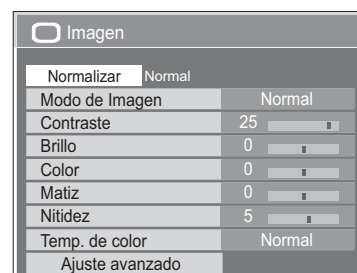 Imagen
Normalizar Normal
Modo de Imagen Normal
Contraste 25
Brillo 0
Color 0
Matiz 0
Nitidez 5
Temp. de color Normal
Ajuste avanzado